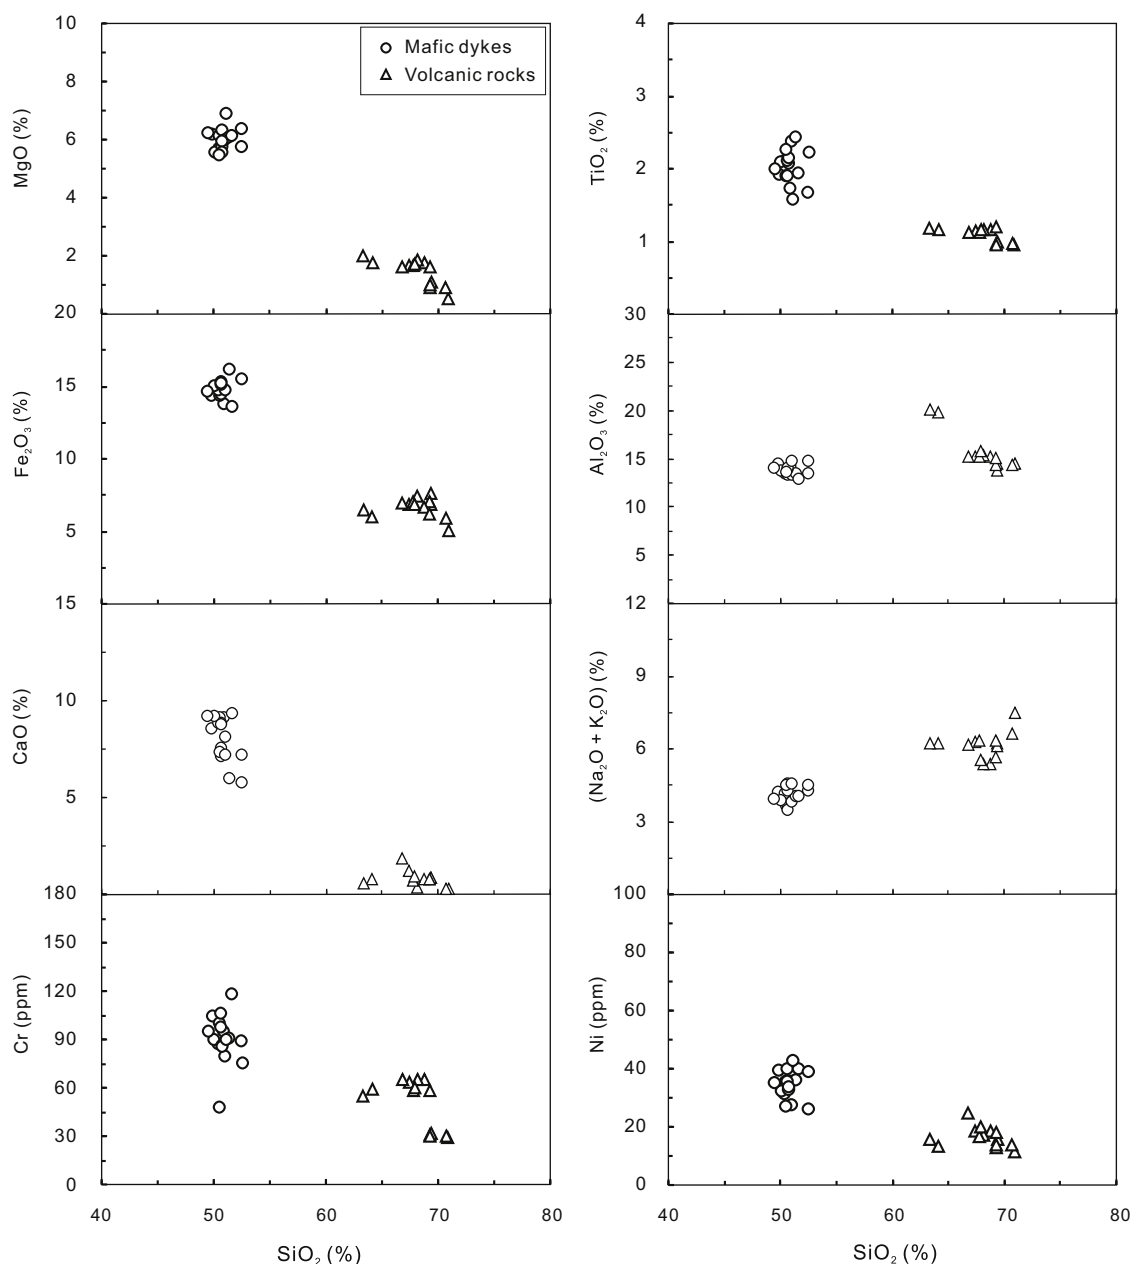 MgO (%)
10
8
6
4
2
20
Mafic dykes
Volcanic rocks
TiO₂ (%)
4
3
2
1
30
Fe₂O₃ (%)
15
10
5
15
Al₂O₃ (%)
25
20
15
10
5
12
CaO (%)
10
5
180
(Na₂O + K₂O) (%)
9
6
3
100
Cr (ppm)
150
120
90
60
30
0
Ni (ppm)
80
60
40
20
0
40 50 60 70 80
SiO₂ (%)
40 50 60 70 80
SiO₂ (%)